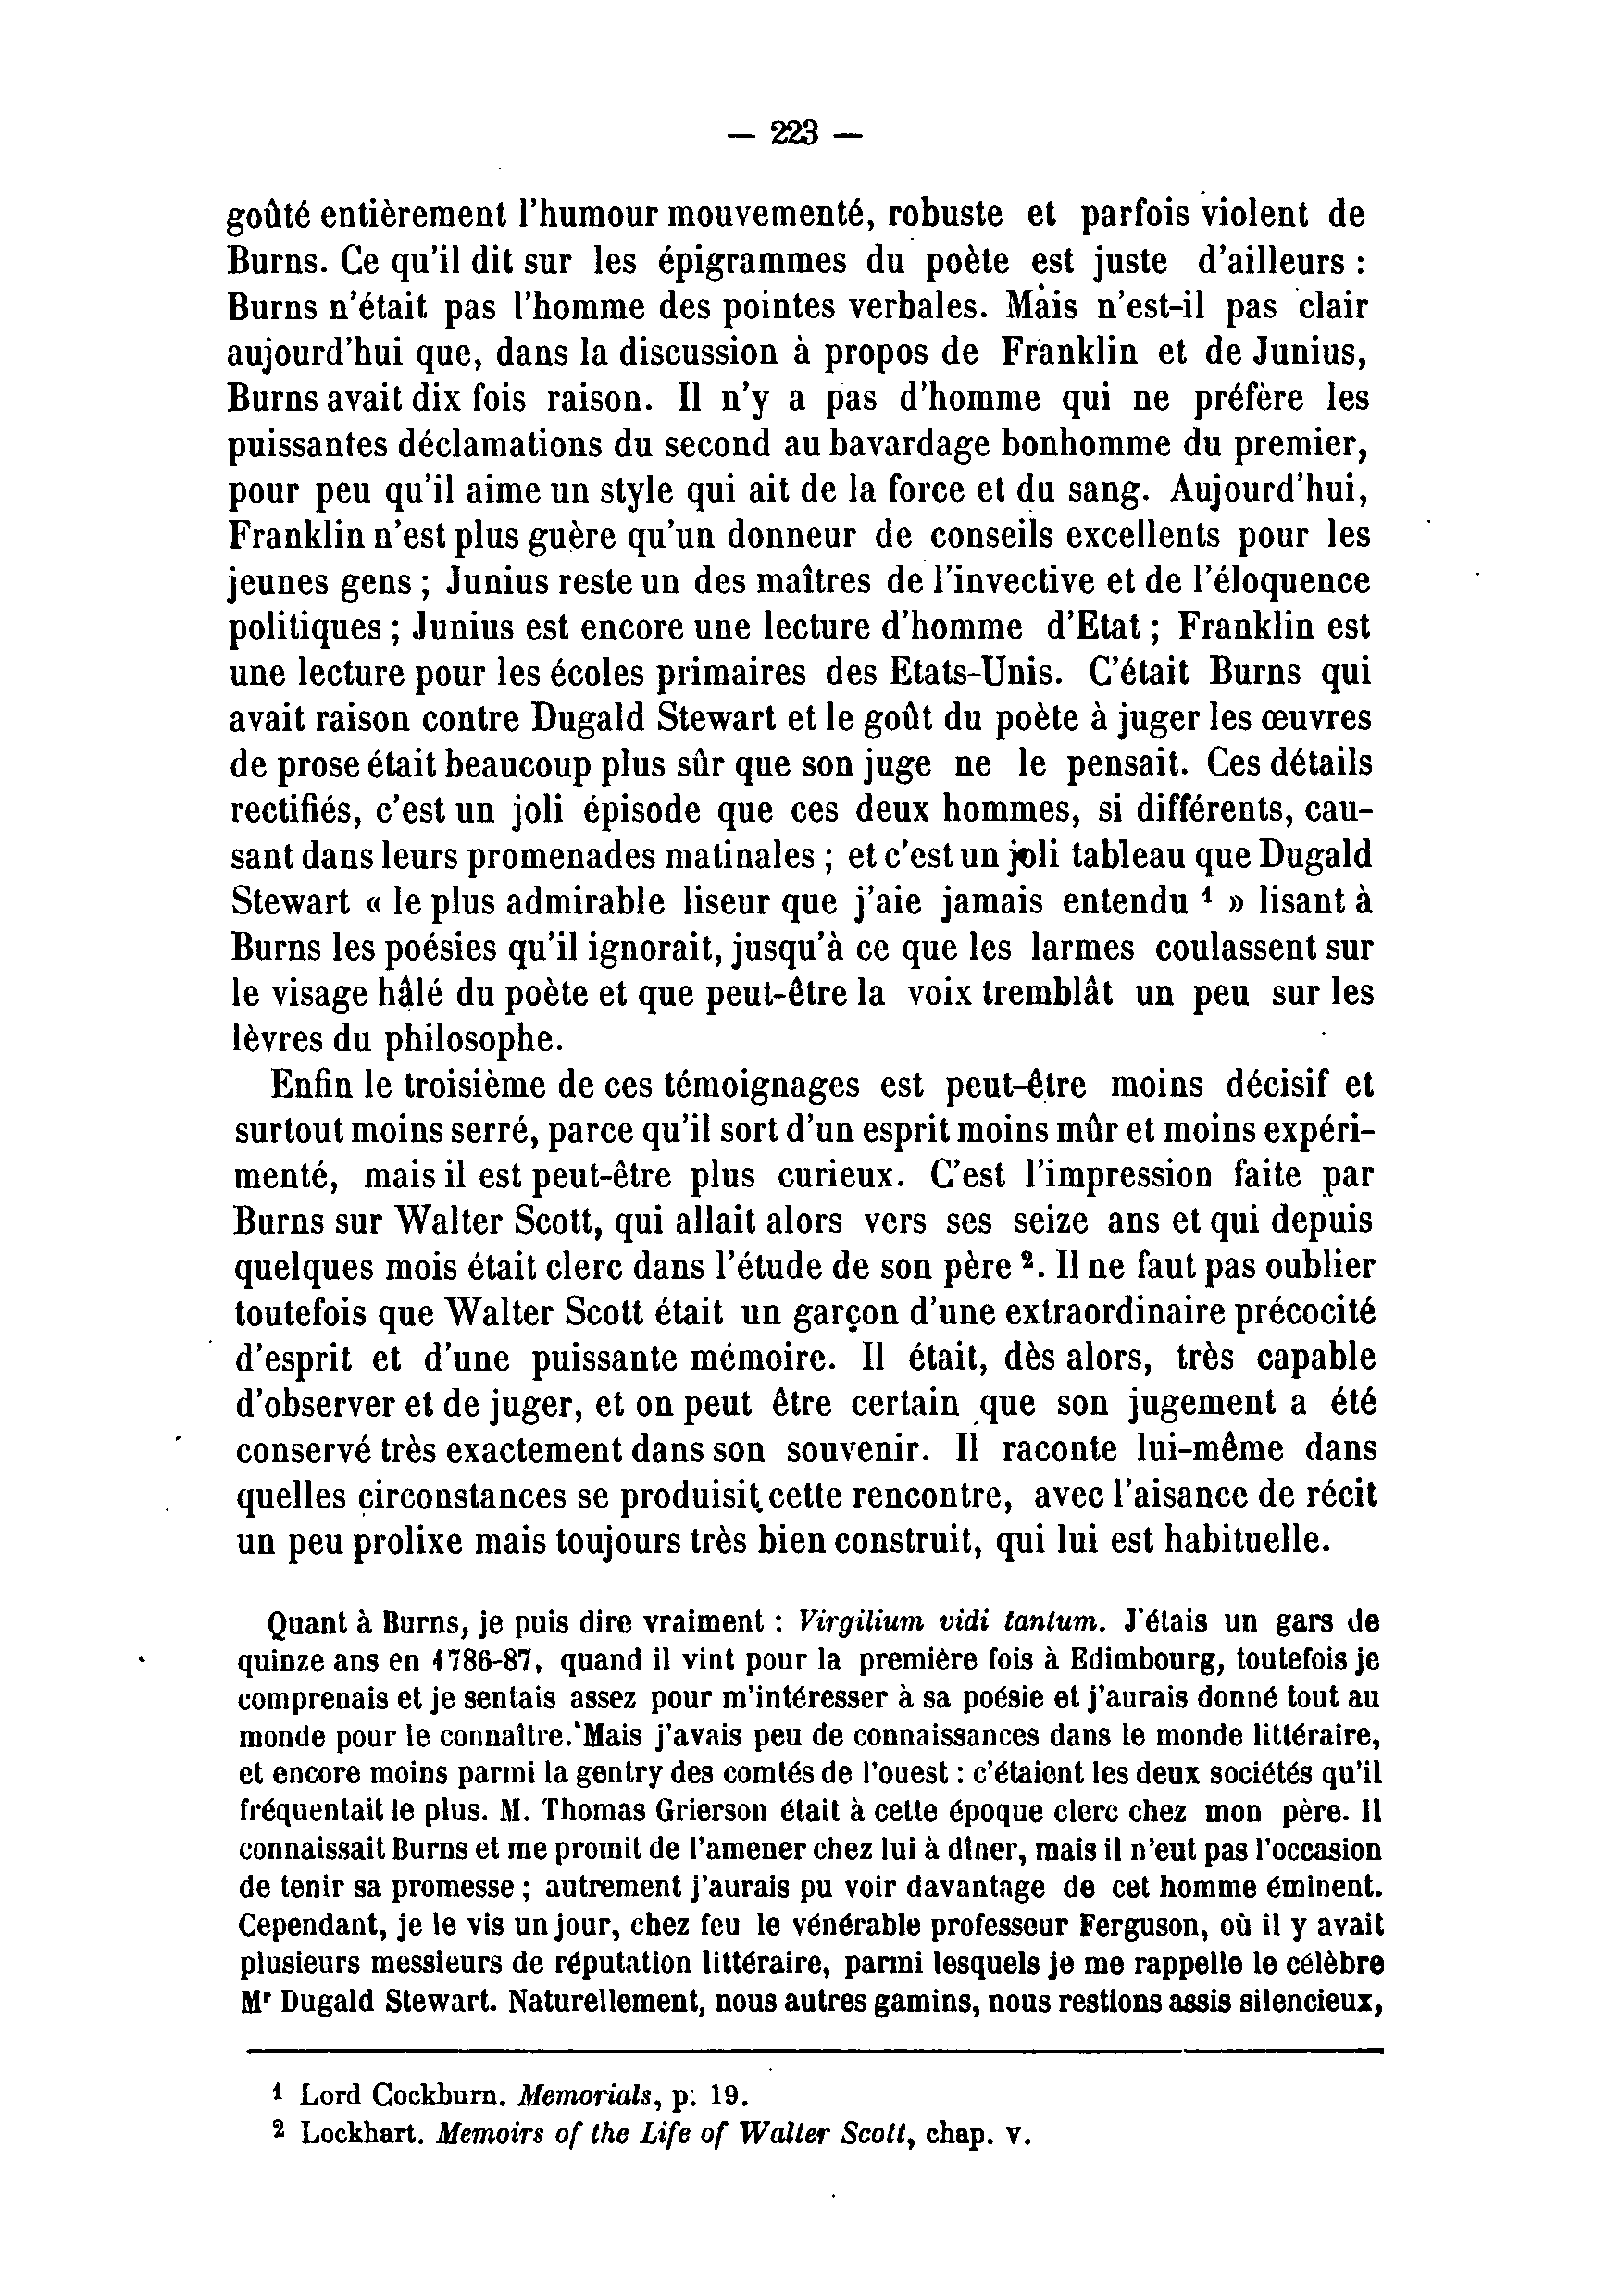 — 223 —
goûté entièrement l'humour mouvementé, robuste et parfois violent de
Burns. Ce qu'il dit sur les épigrammes du poète est juste d'ailleurs :
Burns n'était pas l'homme des pointes verbales. Mais n'est-il pas clair
aujourd'hui que, dans la discussion à propos de Franklin et de Junius,
Burns avait dix fois raison. Il n'y a pas d'homme qui ne préfère les
puissantes déclamations du second au bavardage bonhomme du premier,
pour peu qu'il aime un style qui ait de la force et du sang. Aujourd'hui,
Franklin n'est plus guère qu'un donneur de conseils excellents pour les
jeunes gens ; Junius reste un des maîtres de l'invective et de l'éloquence
politiques ; Junius est encore une lecture d'homme d'Etat ; Franklin est
une lecture pour les écoles primaires des Etats-Unis. C'était Burns qui
avait raison contre Dugald Stewart et le goût du poète à juger les œuvres
de prose était beaucoup plus sûr que son juge ne le pensait. Ces détails
rectifiés, c'est un joli épisode que ces deux hommes, si différents, cau-
sant dans leurs promenades matinales ; et c'est un joli tableau que Dugald
Stewart « le plus admirable liseur que j'aie jamais entendu ¹ » lisant à
Burns les poésies qu'il ignorait, jusqu'à ce que les larmes coulassent sur
le visage hâlé du poète et que peut-être la voix tremblât un peu sur les
lèvres du philosophe.
Enfin le troisième de ces témoignages est peut-être moins décisif et
surtout moins serré, parce qu'il sort d'un esprit moins mûr et moins expéri-
menté, mais il est peut-être plus curieux. C'est l'impression faite par
Burns sur Walter Scott, qui allait alors vers ses seize ans et qui depuis
quelques mois était clerc dans l'étude de son père ². Il ne faut pas oublier
toutefois que Walter Scott était un garçon d'une extraordinaire précocité
d'esprit et d'une puissante mémoire. Il était, dès alors, très capable
d'observer et de juger, et on peut être certain que son jugement a été
conservé très exactement dans son souvenir. Il raconte lui-même dans
quelles circonstances se produisit cette rencontre, avec l'aisance de récit
un peu prolixe mais toujours très bien construit, qui lui est habituelle.
Quant à Burns, je puis dire vraiment : Virgilium vidi tantum. J'étais un gars de
quinze ans en 1786-87, quand il vint pour la première fois à Edimbourg, toutefois je
comprenais et je sentais assez pour m'intéresser à sa poésie et j'aurais donné tout au
monde pour le connaître. Mais j'avais peu de connaissances dans le monde littéraire,
et encore moins parmi la gentry des comtés de l'ouest : c'étaient les deux sociétés qu'il
fréquentait le plus. M. Thomas Grierson était à cette époque clerc chez mon père. Il
connaissait Burns et me promit de l'amener chez lui à dîner, mais il n'eut pas l'occasion
de tenir sa promesse ; autrement j'aurais pu voir davantage de cet homme éminent.
Cependant, je le vis un jour, chez feu le vénérable professeur Ferguson, où il y avait
plusieurs messieurs de réputation littéraire, parmi lesquels je me rappelle le célèbre
Mʳ Dugald Stewart. Naturellement, nous autres gamins, nous restions assis silencieux,
¹ Lord Cockburn. Memorials, p. 19.
² Lockhart. Memoirs of the Life of Walter Scott, chap. V.